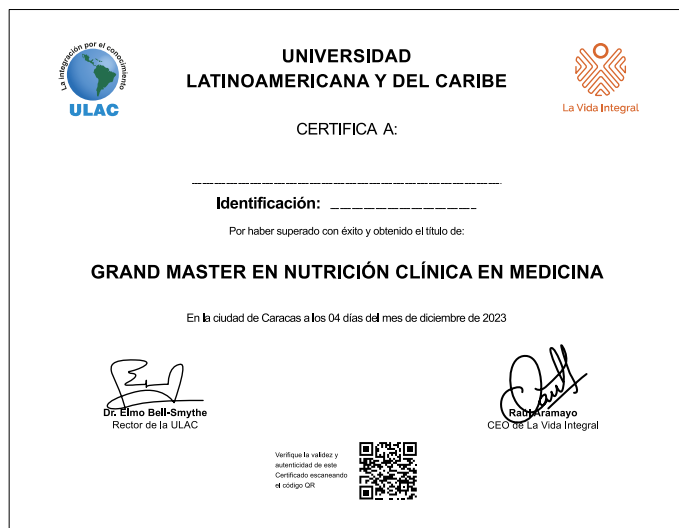 La integración por el conocimiento
ULAC
UNIVERSIDAD
LATINOAMERICANA Y DEL CARIBE
La Vida Integral
CERTIFICA A:
Identificación:
Por haber superado con éxito y obtenido el título de:
GRAND MASTER EN NUTRICIÓN CLÍNICA EN MEDICINA
En la ciudad de Caracas a los 04 días del mes de diciembre de 2023
Dr. Elmo Bell-Smythe
Rector de la ULAC
Raúl Aramayo
CEO de La Vida Integral
Verifique la validez y
autenticidad de este
Certificado escaneando
el código QR